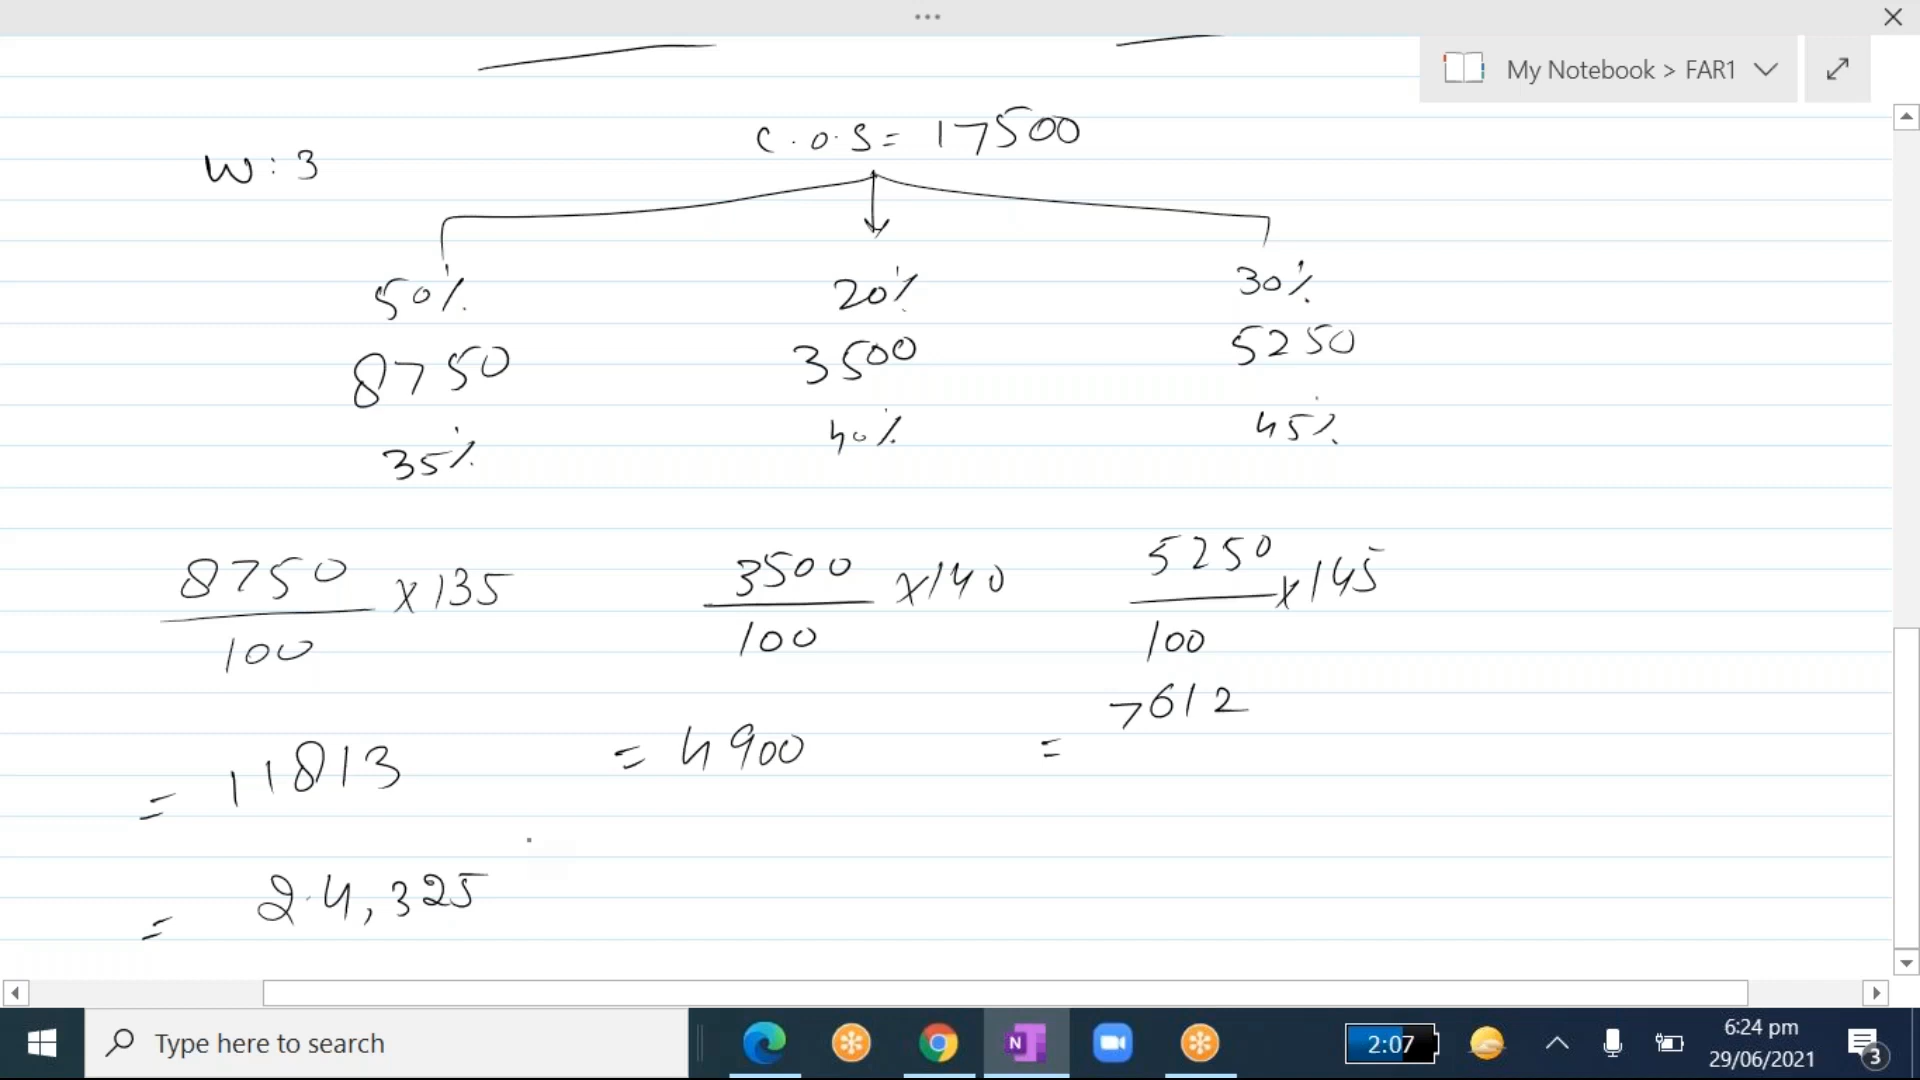 My Notebook > FAR1
C.O.S = 17500
W : 3
50% 20% 30%
8750 3500 5250
35% 40% 45%
8750/100 x 135 3500/100 x 140 5250/100 x 145
= 11813 = 4900 = 7612
= 24,325
Type here to search
2:07
6:24 pm
29/06/2021
3